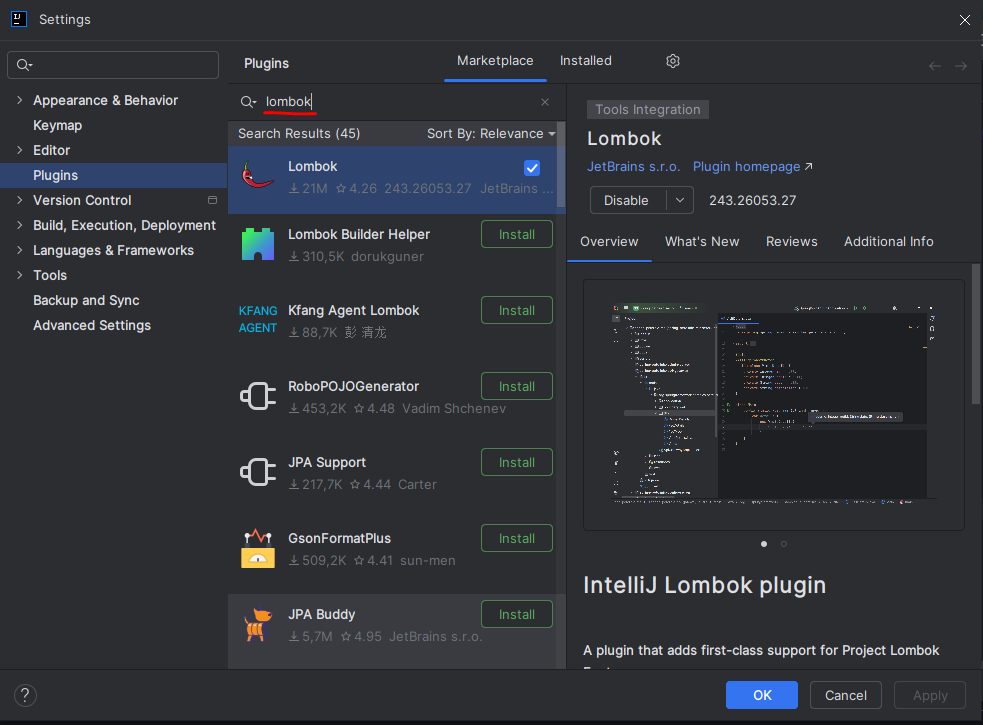 Settings
Appearance & Behavior
Keymap
Editor
Plugins
Version Control
Build, Execution, Deployment
Languages & Frameworks
Tools
Backup and Sync
Advanced Settings
Plugins
Marketplace
Installed
lombok
Search Results (45)
Sort By: Relevance
Lombok
21M 4.26 243.26053.27 JetBrains ...
Lombok Builder Helper
Install
310,5K dorukguner
KFANG AGENT
Kfang Agent Lombok
Install
88,7K 彭 清龙
RoboPOJOGenerator
Install
453,2K 4.48 Vadim Shchenev
JPA Support
Install
217,7K 4.44 Carter
GsonFormatPlus
Install
509,2K 4.41 sun-men
JPA Buddy
Install
5,7M 4.95 JetBrains s.r.o.
Tools Integration
Lombok
JetBrains s.r.o. Plugin homepage
Disable
243.26053.27
Overview
What's New
Reviews
Additional Info
IntelliJ Lombok plugin
A plugin that adds first-class support for Project Lombok
?
OK
Cancel
Apply